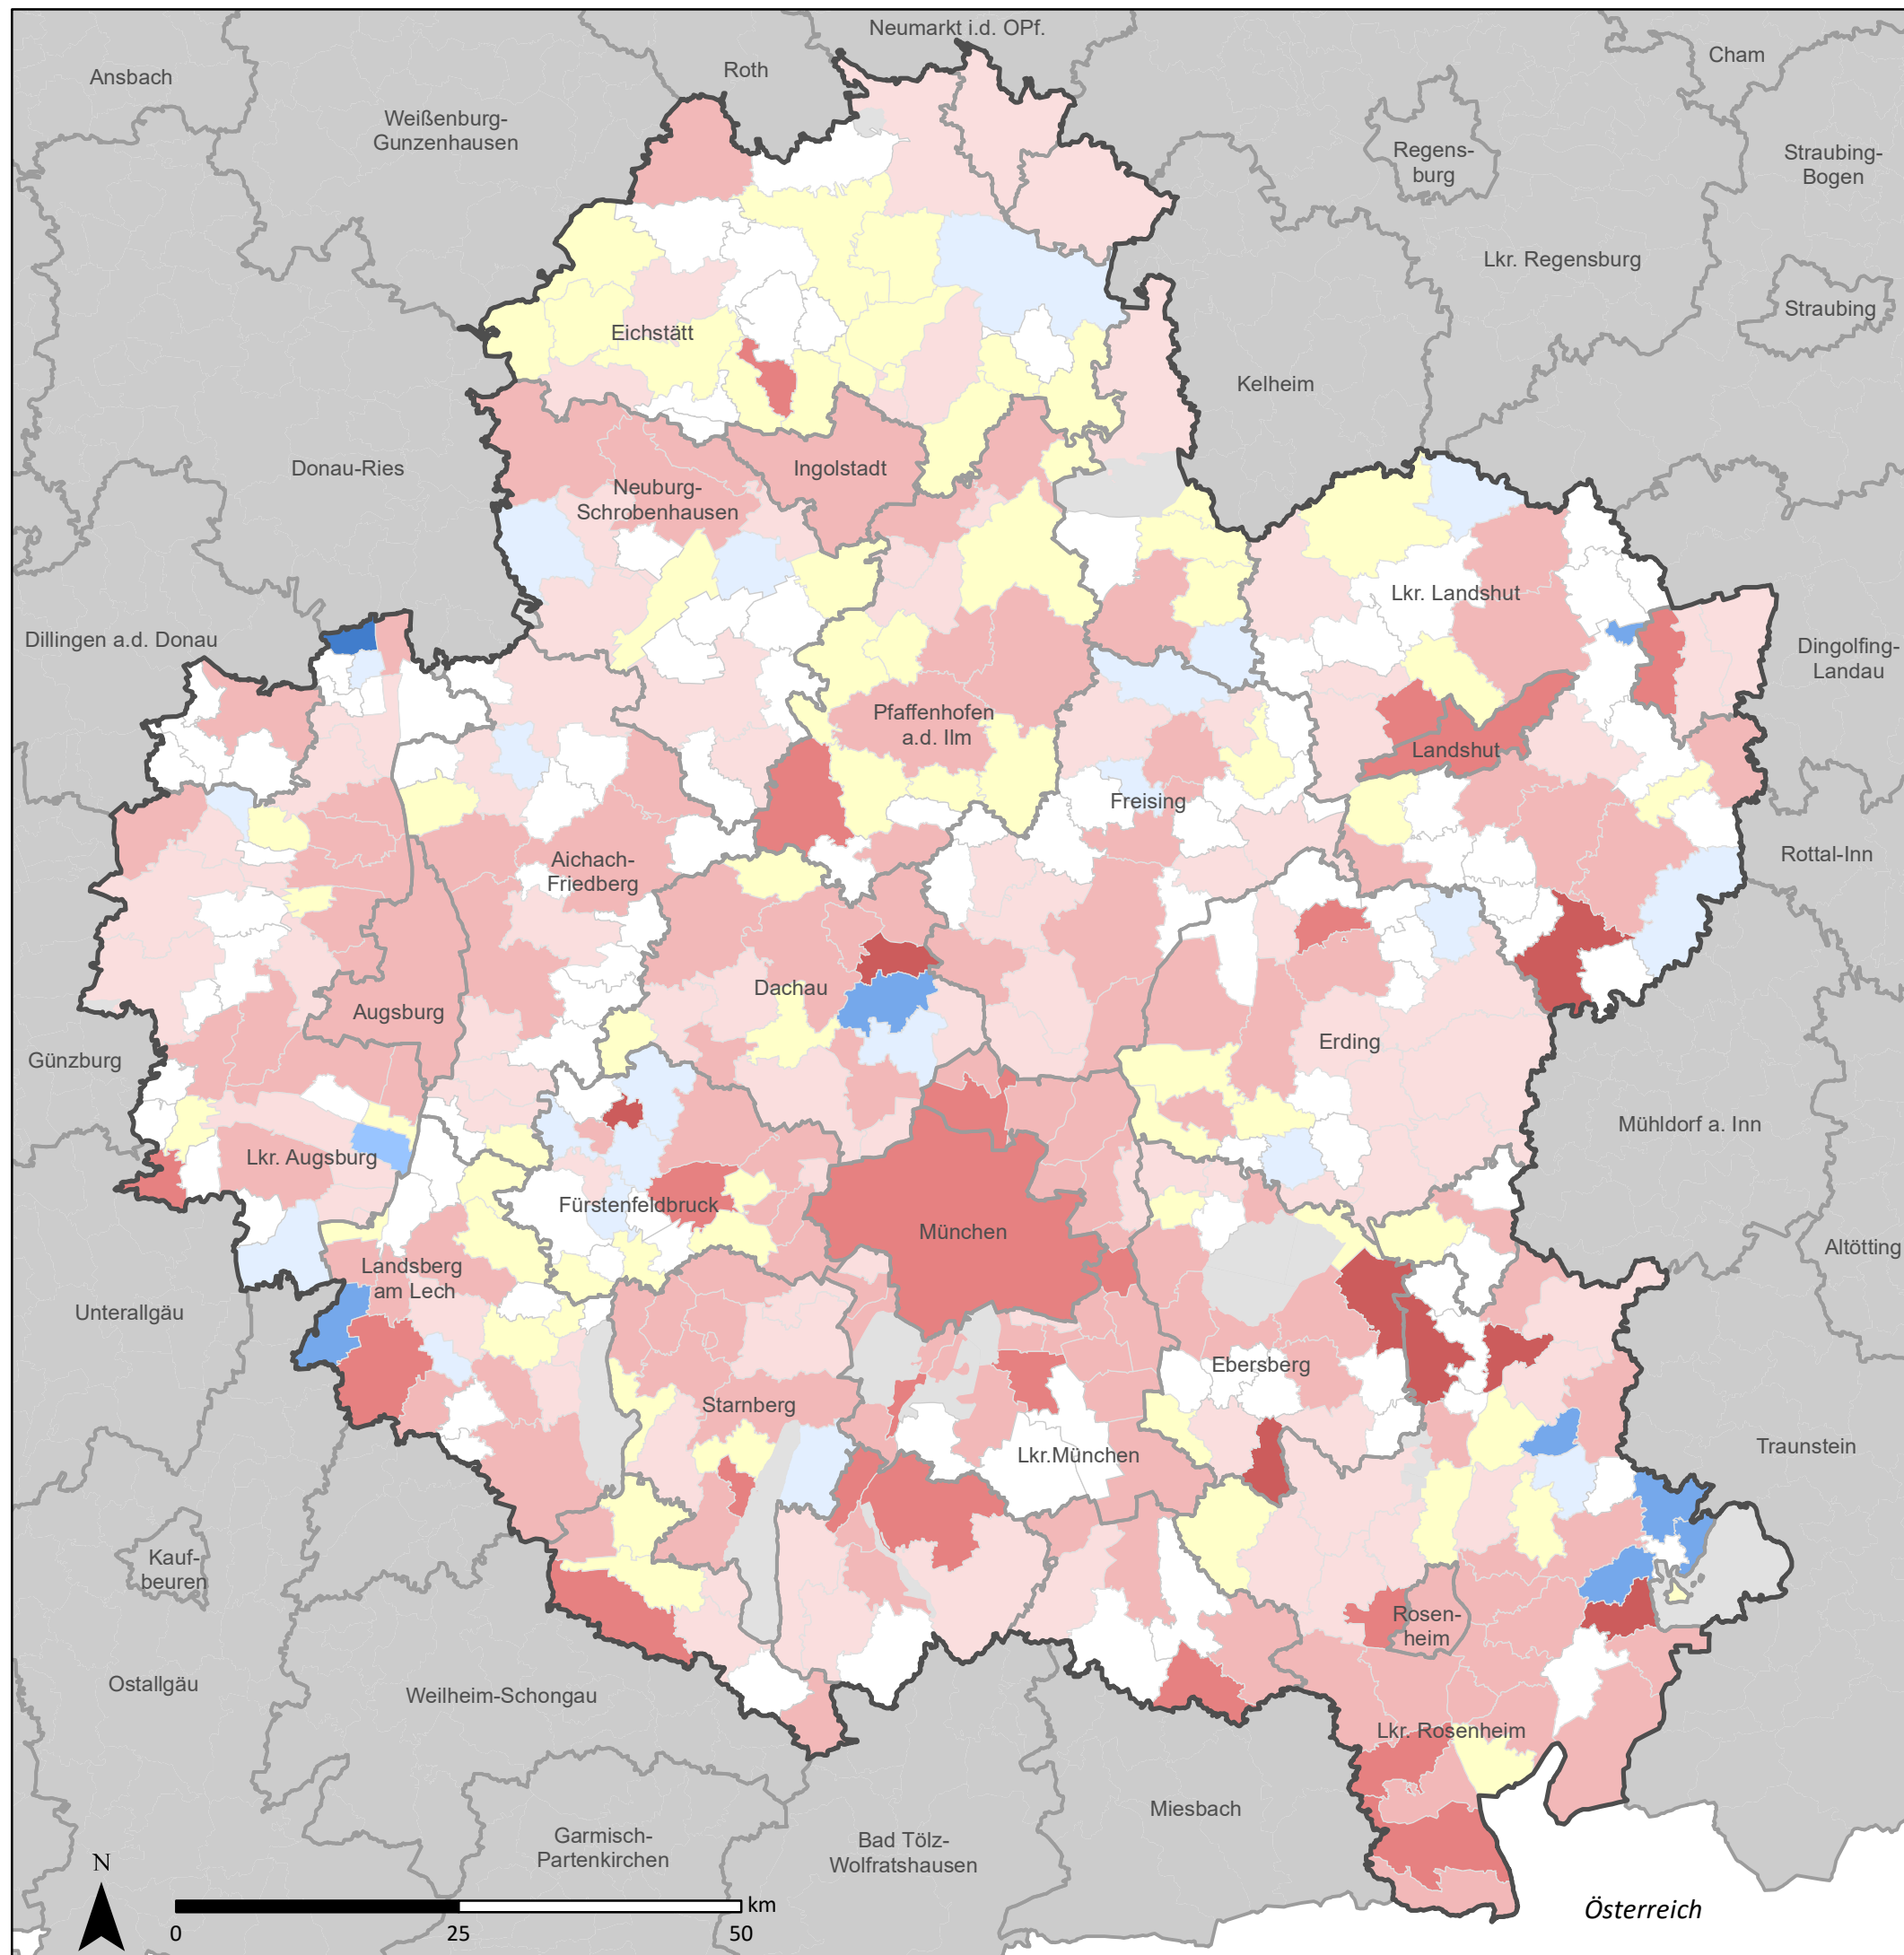 Neumarkt i.d. OPf.
Cham
Roth
Ansbach
Weißenburg-
Gunzenhausen
Regens-
burg
Straubing-
Bogen
Lkr. Regensburg
Straubing
Eichstätt
Kelheim
Donau-Ries
Ingolstadt
Neuburg-
Schrobenhausen
Lkr. Landshut
Dillingen a.d. Donau
Dingolfing-
Landau
Pfaffenhofen
a.d. Ilm
Landshut
Freising
Aichach-
Friedberg
Rottal-Inn
Dachau
Augsburg
Erding
Günzburg
Mühldorf a. Inn
Lkr. Augsburg
Fürstenfeldbruck
München
Altötting
Landsberg
am Lech
Unterallgäu
Ebersberg
Starnberg
Lkr.München
Traunstein
Kauf-
beuren
Rosen-
heim
Ostallgäu
Weilheim-Schongau
Lkr. Rosenheim
Miesbach
Garmisch-
Partenkirchen
Bad Tölz-
Wolfratshausen
N
km
0
25
50
Österreich